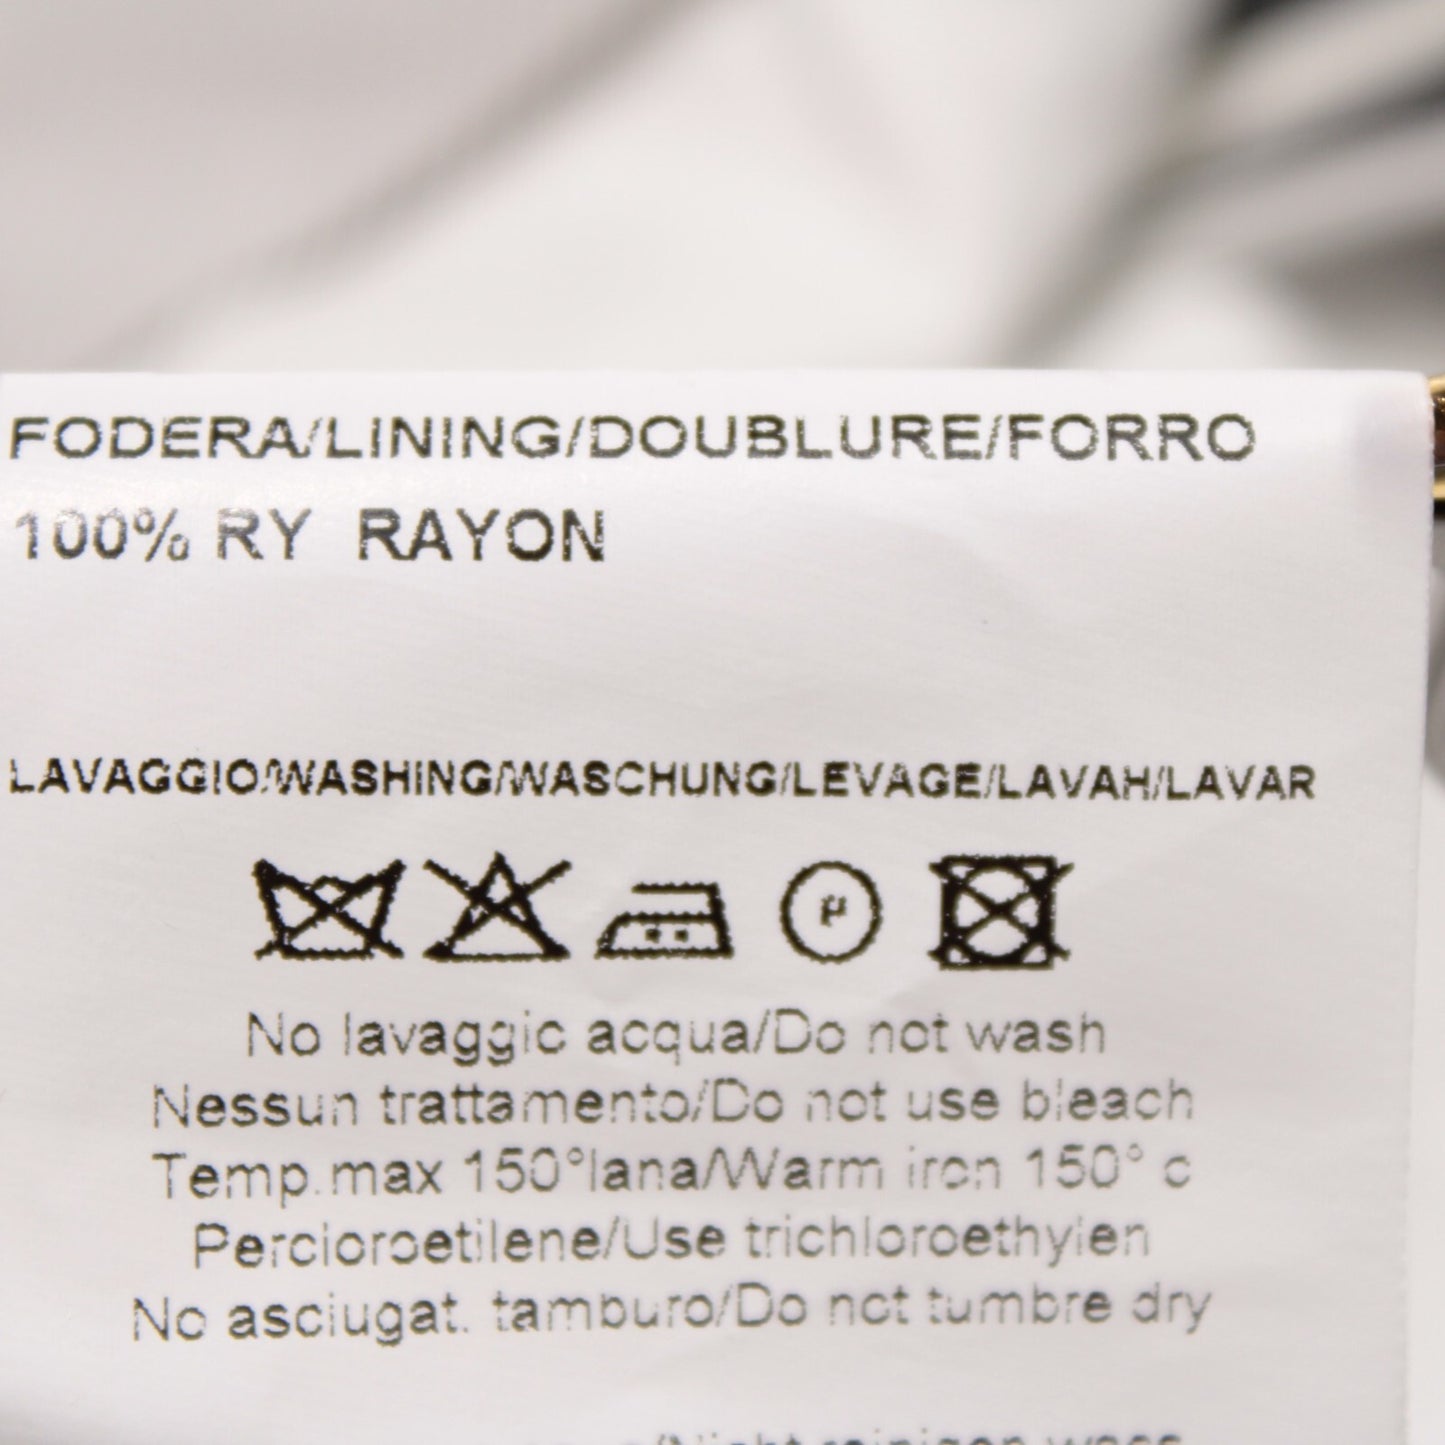 FODERA/LINING/DOUBLURE/FORRO
100% RY RAYON
LAVAGGIO/WASHING/WASCHUNG/LEVAGE/LAVAH/LAVAR
No lavaggio acqua/Do not wash
Nessun trattamento/Do not use bleach
Temp.max 150°lana/Warm iron 150° c
Percloroetilene/Use trichloroethylen
No asciugat. tamburo/Do not tumbre dry